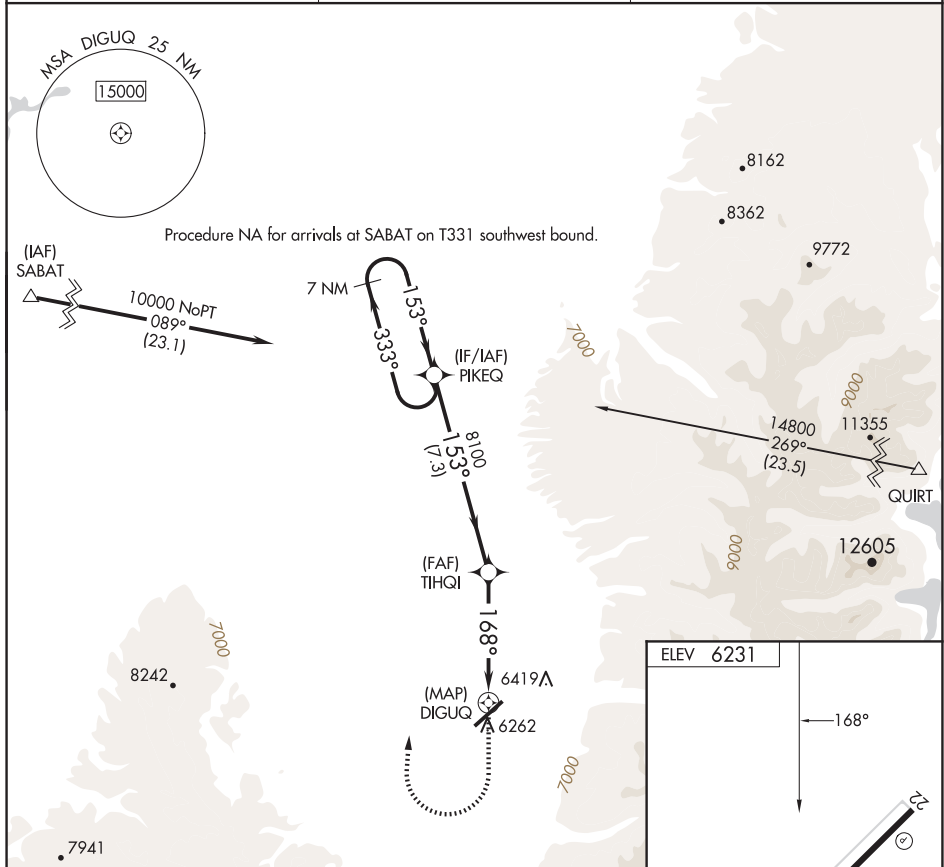 MSA DIGUQ 25 NM
15000
8162
8362
Procedure NA for arrivals at SABAT on T331 southwest bound.
(IAF)
SABAT
10000 NoPT
089°
(23.1)
7 NM
153°
333°
(IF/IAF)
PIKEQ
9772
7000
9000
8100
153°
(7.3)
14800
269°
(23.5)
11355
QUIRT
(FAF)
TIHQI
9000
12605
168°
7000
8242
(MAP)
DIGUQ
6419
6262
7000
7941
ELEV 6231
168°
22
P